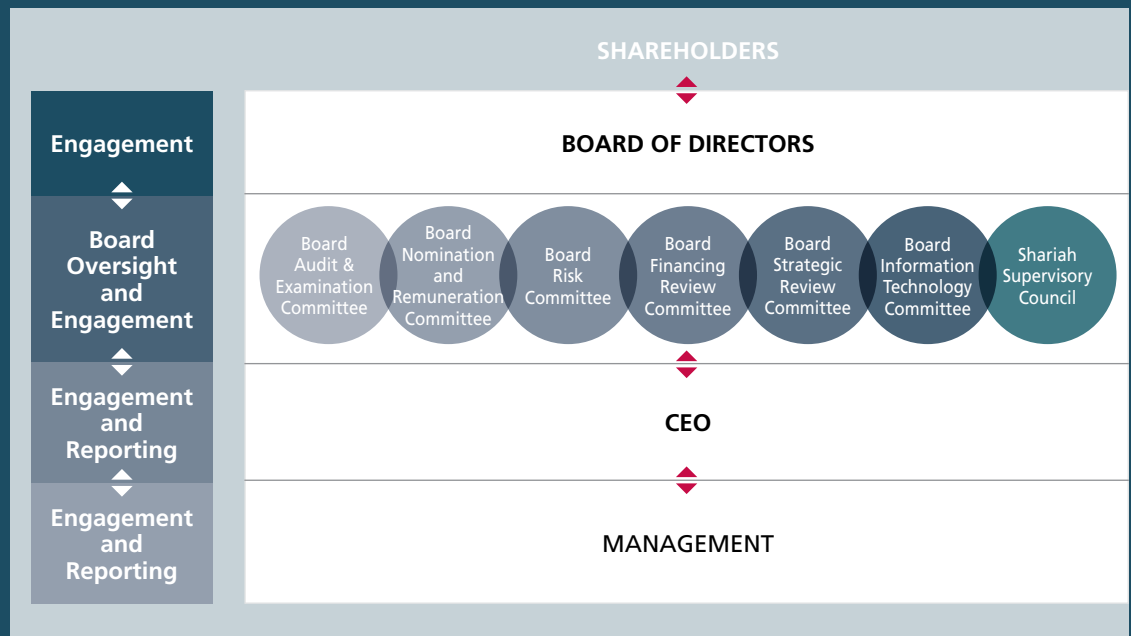 SHAREHOLDERS
Engagement
BOARD OF DIRECTORS
Board
Oversight
and
Engagement
Board
Audit &
Examination
Committee
Board
Nomination
and
Remuneration
Committee
Board
Risk
Committee
Board
Financing
Review
Committee
Board
Strategic
Review
Committee
Board
Information
Technology
Committee
Shariah
Supervisory
Council
Engagement
and
Reporting
CEO
Engagement
and
Reporting
MANAGEMENT